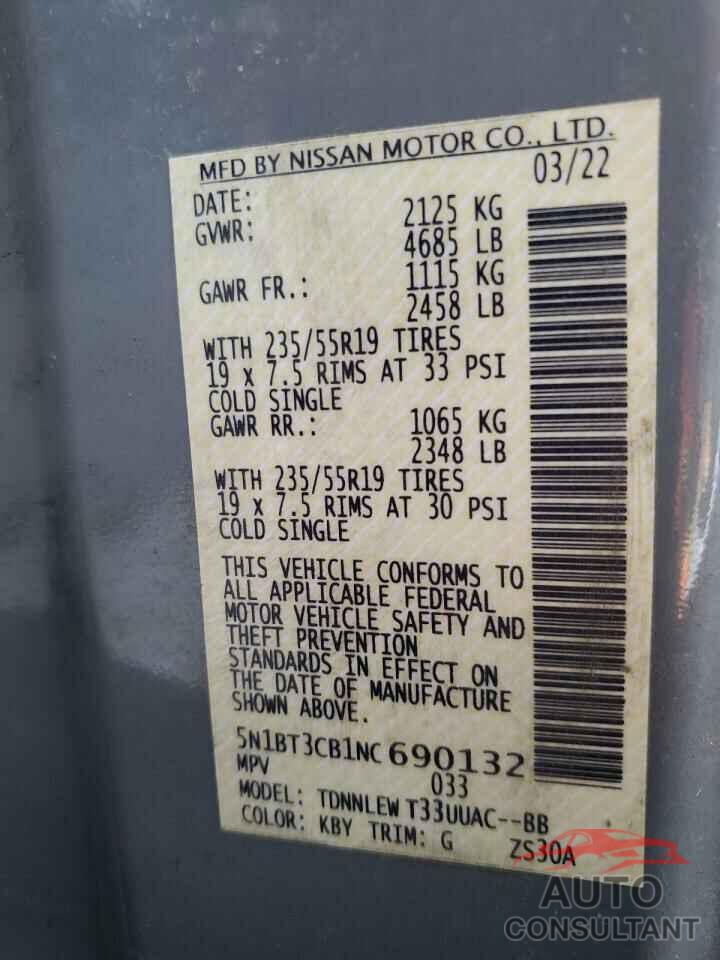 MFD BY NISSAN MOTOR CO., LTD.
DATE: 03/22
GVWR: 2125 KG
4685 LB
GAWR FR.: 1115 KG
2458 LB
WITH 235/55R19 TIRES
19 x 7.5 RIMS AT 33 PSI
COLD SINGLE
GAWR RR.: 1065 KG
2348 LB
WITH 235/55R19 TIRES
19 x 7.5 RIMS AT 30 PSI
COLD SINGLE
THIS VEHICLE CONFORMS TO
ALL APPLICABLE FEDERAL
MOTOR VEHICLE SAFETY AND
THEFT PREVENTION
STANDARDS IN EFFECT ON
THE DATE OF MANUFACTURE
SHOWN ABOVE.
5N1BT3CB1NC690132
MPV 033
MODEL: TDNNLEW T33UUAC--BB
COLOR: KBY TRIM: G ZS30A
AUTO
CONSULTANT